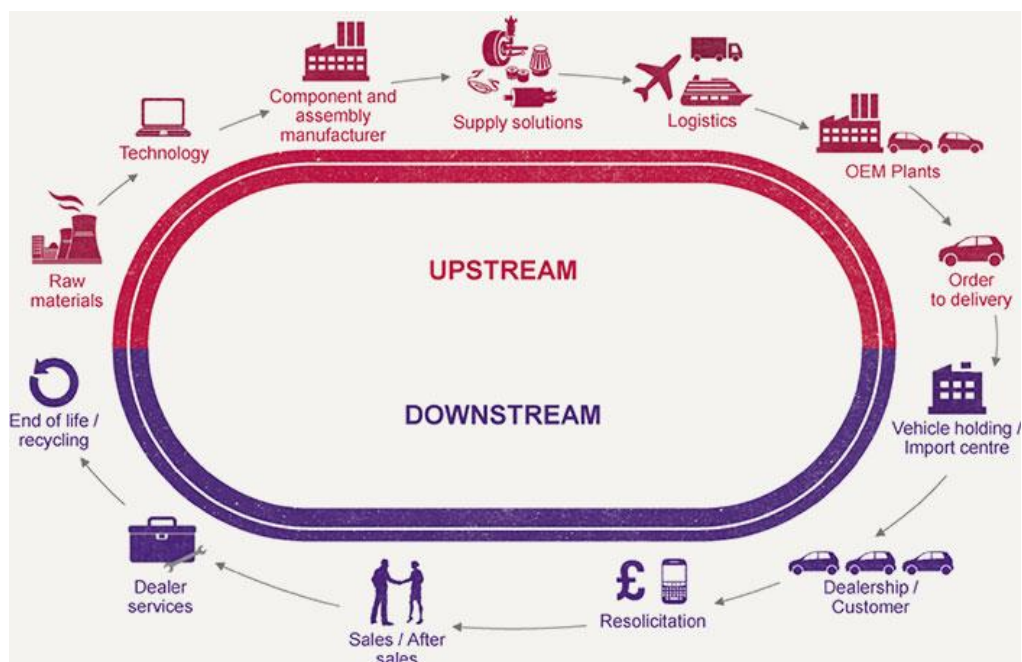 Component and
assembly
manufacturer
Supply solutions
Logistics
Technology
OEM Plants
Raw
materials
UPSTREAM
Order
to delivery
DOWNSTREAM
End of life /
recycling
Vehicle holding /
Import centre
Dealer
services
Sales / After
sales
£
Resolicitation
Dealership /
Customer